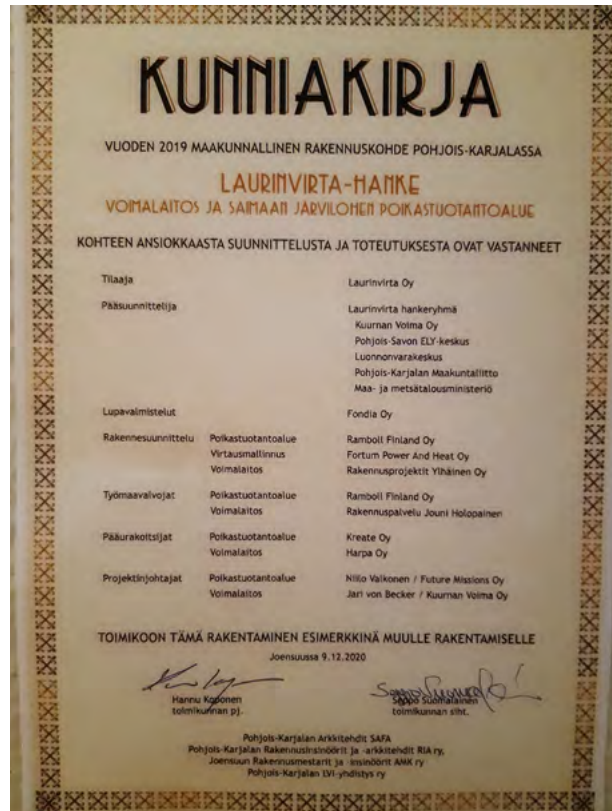 KUNNIAKIRJA
VUODEN 2019 MAAKUNNALLINEN RAKENNUSKOHDE POHJOIS-KARJALASSA
LAURINVIRTA-HANKE
VOIMALAITOS JA SAIMAAN JÄRVILOHEN POIKASTUOTANTOALUE
KOHTEEN ANSIOKKAASTA SUUNNITTELUSTA JA TOTEUTUKSESTA OVAT VASTANNEET
Tilaaja Laurinvirta Oy
Pääsuunnittelija Laurinvirta hankeryhmä
Kuurnan Voima Oy
Pohjois-Savon ELY-keskus
Luonnonvarakeskus
Pohjois-Karjalan Maakuntaliitto
Maa- ja metsätalousministeriö
Lupavalmistelut Fondia Oy
Rakennesuunnittelu Poikastuotantoalue Ramboll Finland Oy
Virtausmallinnus Fortum Power And Heat Oy
Voimalaitos Rakennusprojektit Ylhäinen Oy
Työmaavalvojat Poikastuotantoalue Ramboll Finland Oy
Voimalaitos Rakennuspalvelu Jouni Holopainen
Pääurakoitsijat Poikastuotantoalue Kreate Oy
Voimalaitos Harpa Oy
Projektinjohtajat Poikastuotantoalue Niilo Valkonen / Future Missions Oy
Voimalaitos Jari von Becker / Kuurnan Voima Oy
TOIMIKOON TÄMÄ RAKENTAMINEN ESIMERKKINÄ MUULLE RAKENTAMISELLE
Joensuussa 9.12.2020
Hannu Koponen
toimikunnan pj.
Seppo Suomalainen
toimikunnan siht.
Pohjois-Karjalan Arkkitehdit SAFA
Pohjois-Karjalan Rakennusinsinöörit ja -arkkitehdit RIA ry,
Joensuun Rakennusmestarit ja -insinöörit AMK ry
Pohjois-Karjalan LVI-yhdistys ry